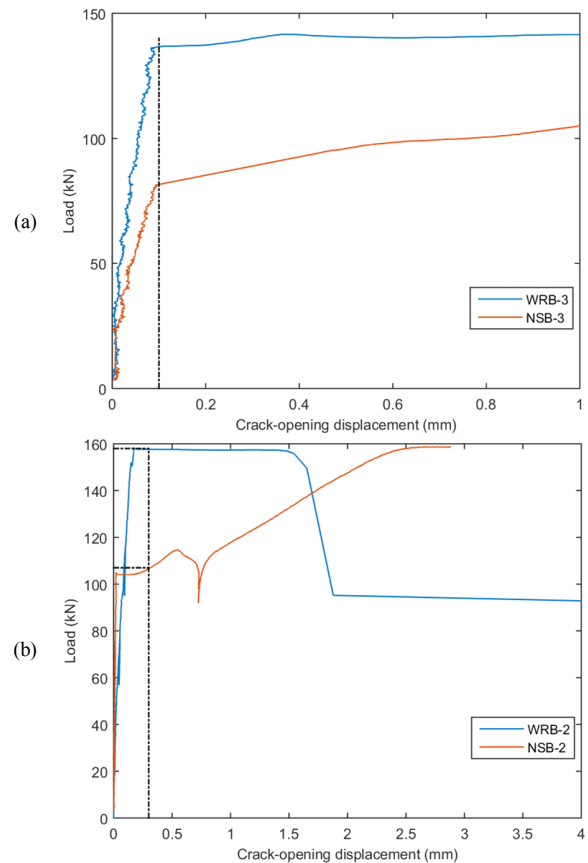 (a)
Load (kN)
150
100
50
0
0
0.2
0.4
0.6
0.8
1
Crack-opening displacement (mm)
WRB-3
NSB-3
(b)
Load (kN)
160
140
120
100
80
60
40
20
0
0
0.5
1
1.5
2
2.5
3
3.5
4
Crack-opening displacement (mm)
WRB-2
NSB-2